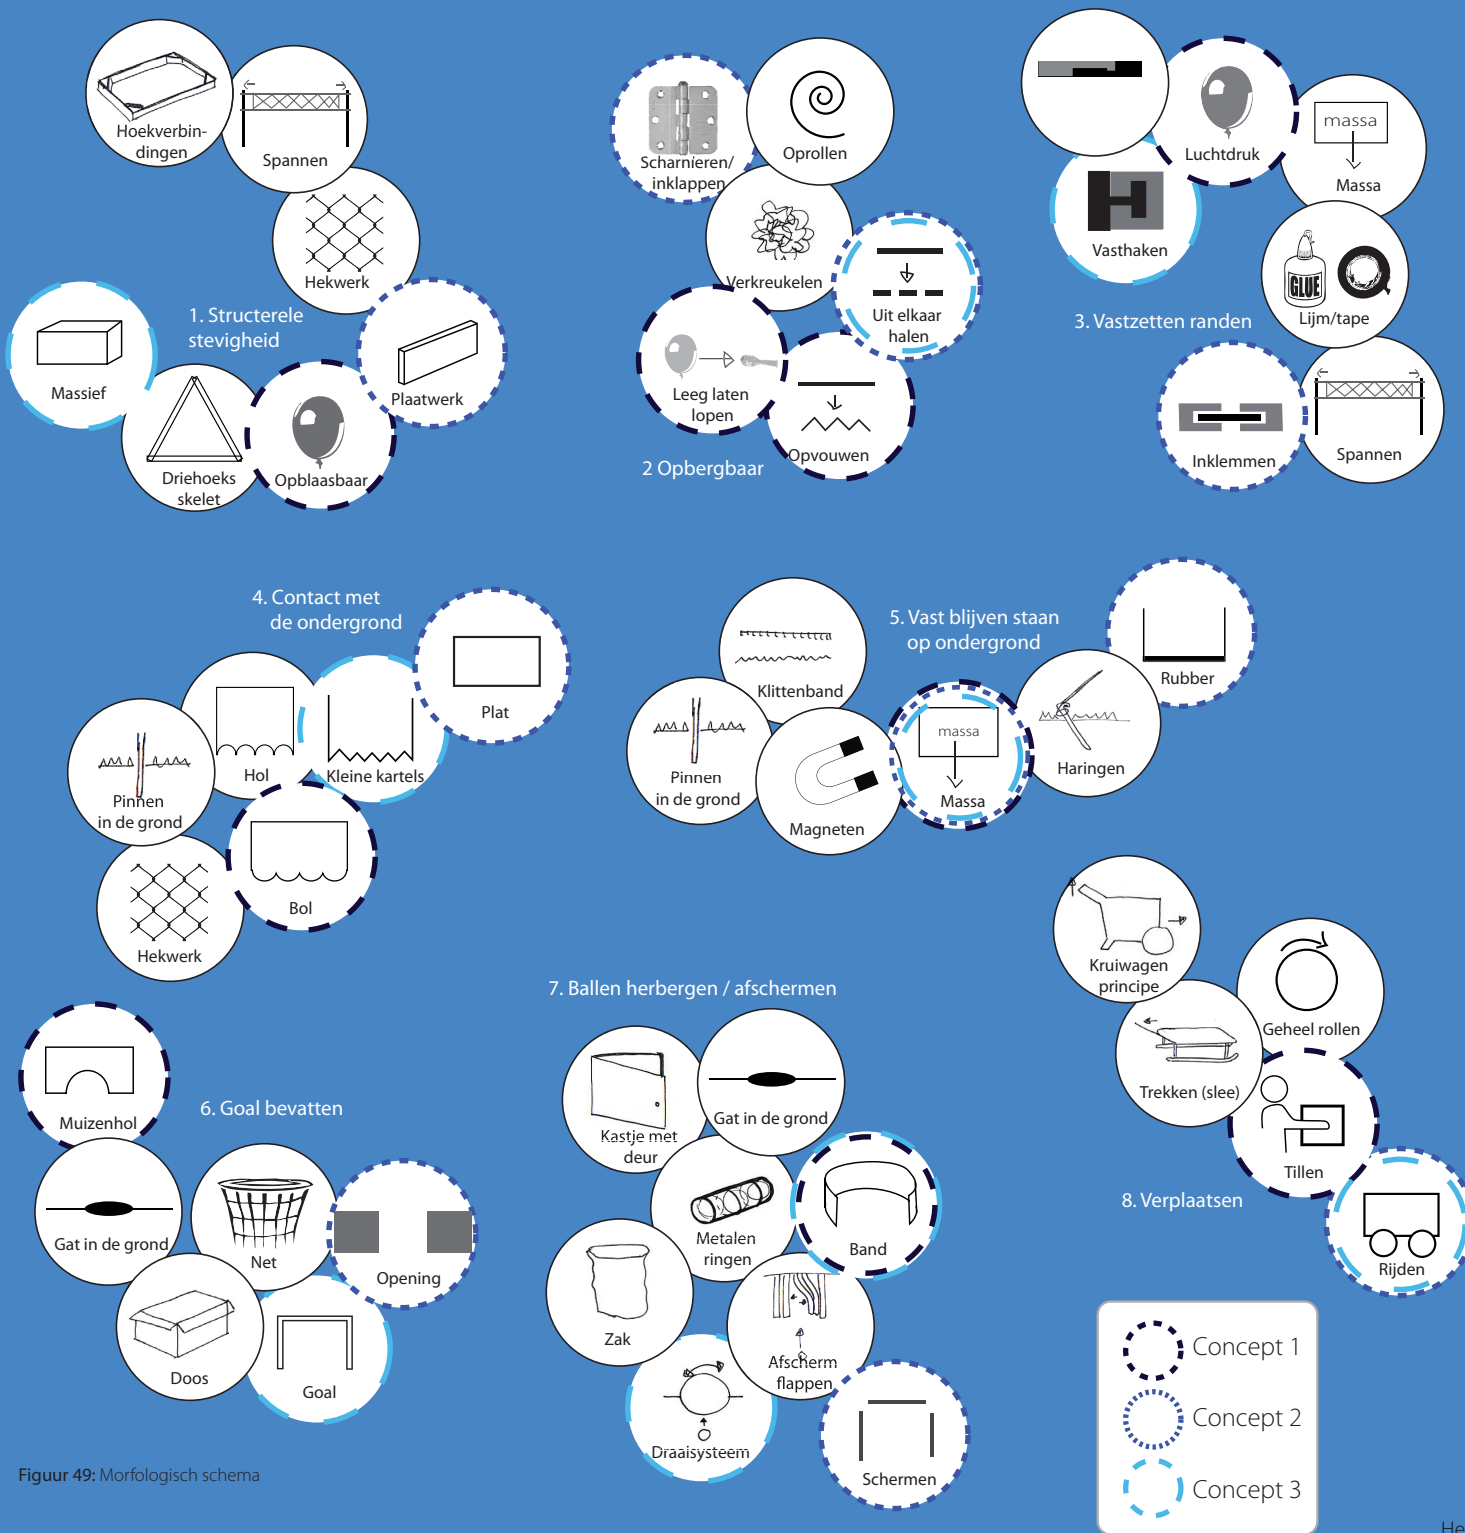 Hoekverbin-
dingen
Spannen
Hekwerk
1. Structerele
stevigheid
Massief
Driehoeks
skelet
Opblaasbaar
Plaatwerk
Scharnieren/
inklappen
Oprollen
Verkreukelen
Uit elkaar
halen
Leeg laten
lopen
Opvouwen
2 Opbergbaar
Luchtdruk
massa
Massa
Vasthaken
GLUE
Lijm/tape
3. Vastzetten randen
Inklemmen
Spannen
4. Contact met
de ondergrond
Plat
Hol
Kleine kartels
Pinnen
in de grond
Bol
Hekwerk
5. Vast blijven staan
op ondergrond
Rubber
Klittenband
Pinnen
in de grond
Magneten
massa
Massa
Haringen
Muizenhol
6. Goal bevatten
Gat in de grond
Net
Opening
Doos
Goal
7. Ballen herbergen / afschermen
Kastje met
deur
Gat in de grond
Metalen
ringen
Band
Zak
Afscherm
flappen
Draaisysteem
Schermen
Kruiwagen
principe
Geheel rollen
Trekken (slee)
Tillen
8. Verplaatsen
Rijden
Concept 1
Concept 2
Concept 3
Figuur 49: Morfologisch schema
He